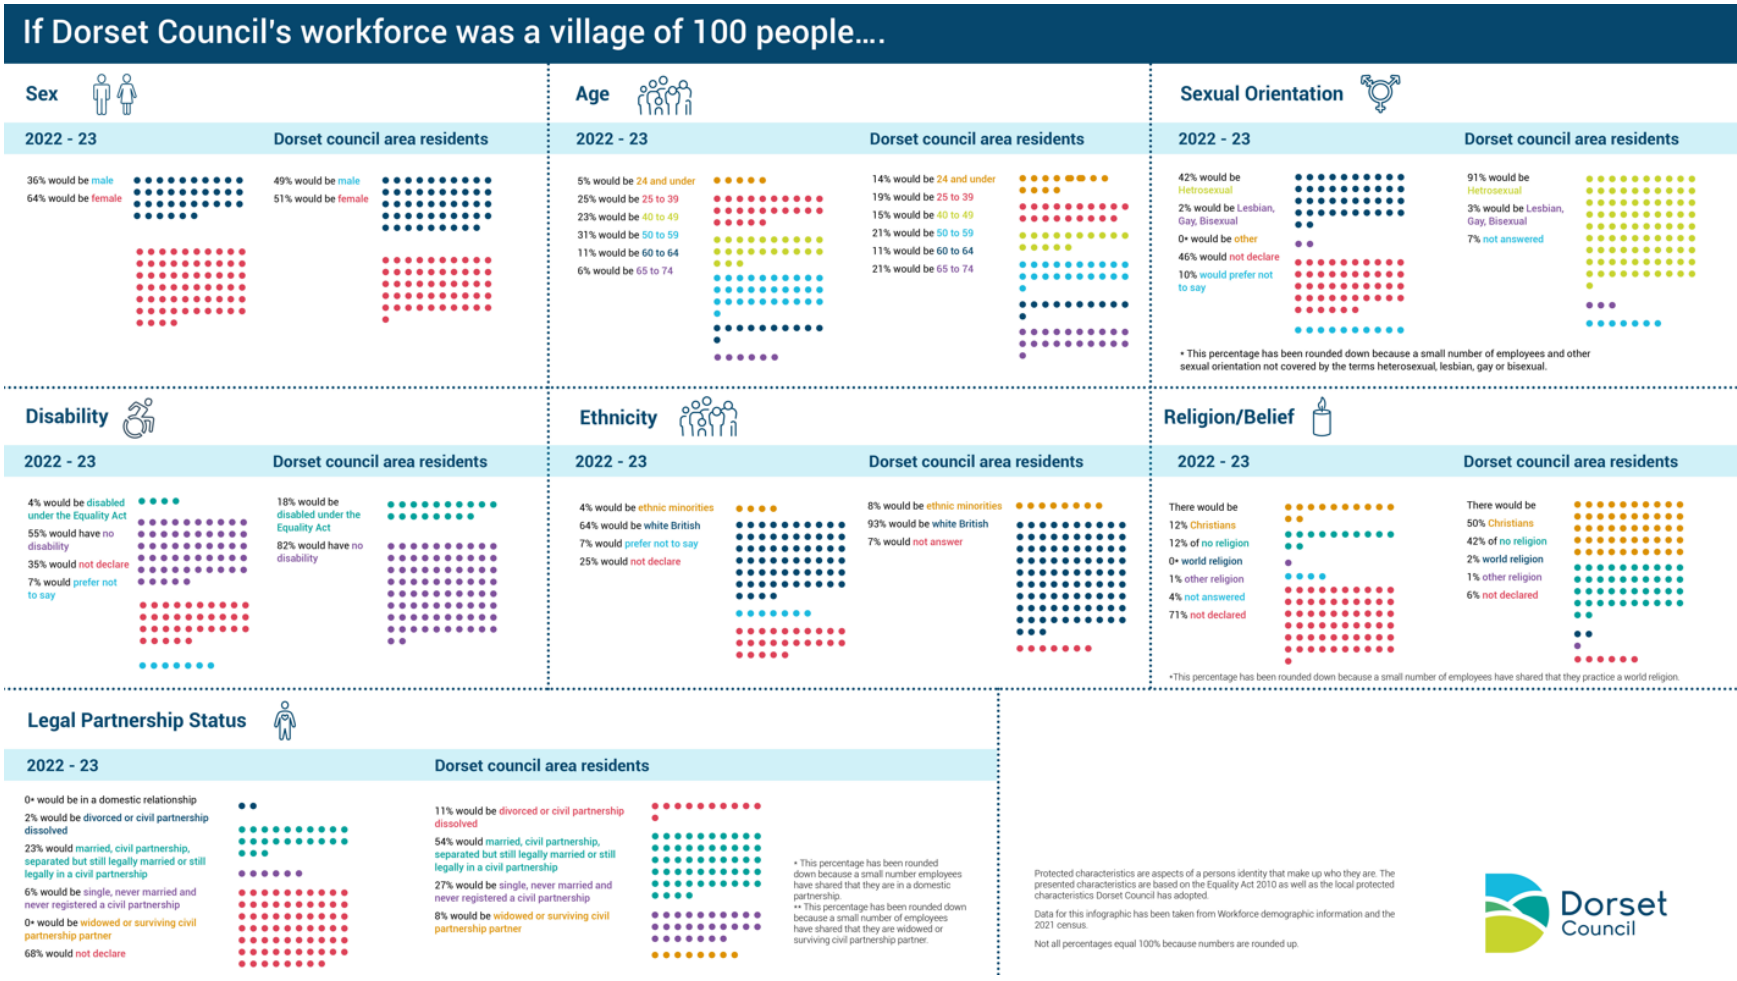 If Dorset Council's workforce was a village of 100 people....
Sex
2022 - 23
Dorset council area residents
36% would be male
64% would be female
49% would be male
51% would be female
Age
2022 - 23
Dorset council area residents
5% would be 24 and under
25% would be 25 to 39
23% would be 40 to 49
31% would be 50 to 59
11% would be 60 to 64
6% would be 65 to 74
14% would be 24 and under
19% would be 25 to 39
15% would be 40 to 49
21% would be 50 to 59
11% would be 60 to 64
21% would be 65 to 74
Sexual Orientation
2022 - 23
Dorset council area residents
42% would be
Hetrosexual
2% would be Lesbian,
Gay, Bisexual
0* would be other
46% would not declare
10% would prefer not
to say
91% would be
Hetrosexual
3% would be Lesbian,
Gay, Bisexual
7% not answered
* This percentage has been rounded down because a small number of employees and other
sexual orientation not covered by the terms heterosexual, lesbian, gay or bisexual.
Disability
2022 - 23
Dorset council area residents
4% would be disabled
under the Equality Act
55% would have no
disability
35% would not declare
7% would prefer not
to say
18% would be
disabled under the
Equality Act
82% would have no
disability
Ethnicity
2022 - 23
Dorset council area residents
4% would be ethnic minorities
64% would be white British
7% would prefer not to say
25% would not declare
8% would be ethnic minorities
93% would be white British
7% would not answer
Religion/Belief
2022 - 23
Dorset council area residents
There would be
12% Christians
12% of no religion
0* world religion
1% other religion
4% not answered
71% not declared
There would be
50% Christians
42% of no religion
2% world religion
1% other religion
6% not declared
*This percentage has been rounded down because a small number of employees have shared that they practice a world religion.
Legal Partnership Status
2022 - 23
Dorset council area residents
0* would be in a domestic relationship
2% would be divorced or civil partnership
dissolved
23% would married, civil partnership,
separated but still legally married or still
legally in a civil partnership
6% would be single, never married and
never registered a civil partnership
0* would be widowed or surviving civil
partnership partner
68% would not declare
11% would be divorced or civil partnership
dissolved
54% would married, civil partnership,
separated but still legally married or still
legally in a civil partnership
27% would be single, never married and
never registered a civil partnership
8% would be widowed or surviving civil
partnership partner
* This percentage has been rounded
down because a small number employees
have shared that they are in a domestic
partnership.
** This percentage has been rounded down
because a small number of employees
have shared that they are widowed or
surviving civil partnership partner.
Protected characteristics are aspects of a persons identity that make up who they are. The
presented characteristics are based on the Equality Act 2010 as well as the local protected
characteristics Dorset Council has adopted.
Data for this infographic has been taken from Workforce demographic information and the
2021 census.
Not all percentages equal 100% because numbers are rounded up.
Dorset
Council